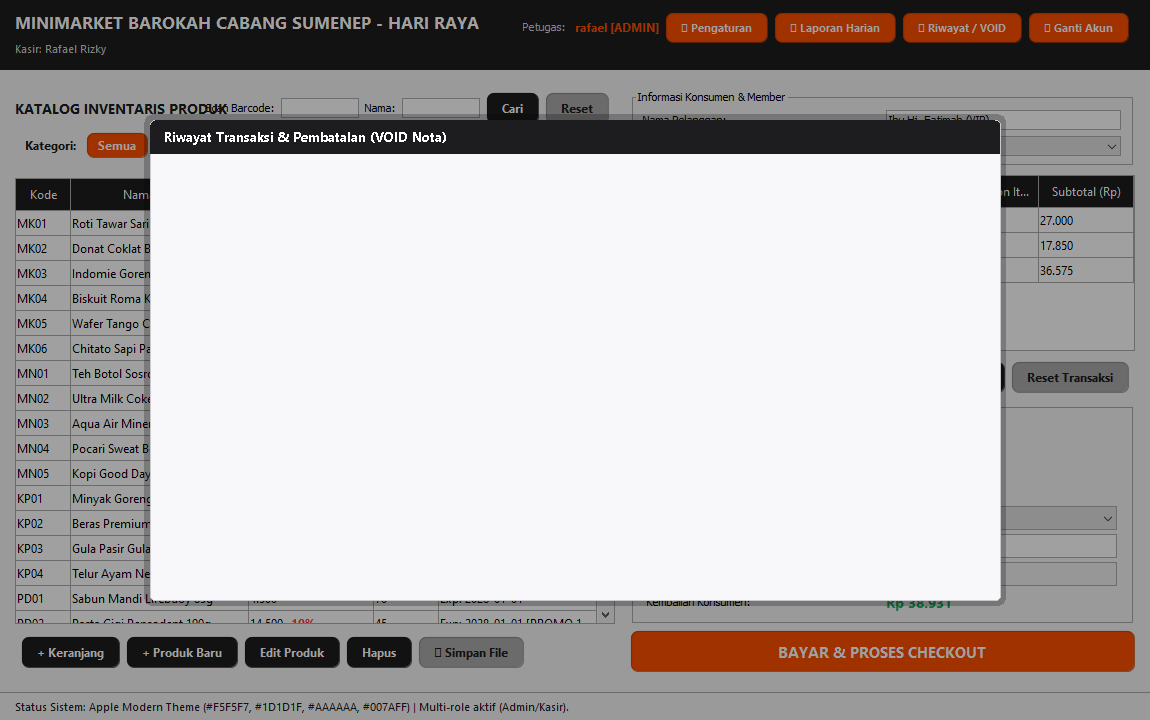 MINIMARKET BAROKAH CABANG SUMENEP - HARI RAYA
Kasir: Rafael Rizky
Petugas: rafael [ADMIN]
Pengaturan
Laporan Harian
Riwayat / VOID
Ganti Akun
KATALOG INVENTARIS PRODUK
Barcode:
Nama:
Cari
Reset
Kategori:
Semua
Informasi Konsumen & Member
Nama Pelanggan:
Ibu Hj. Fatimah (VIP)
Riwayat Transaksi & Pembatalan (VOID Nota)
Kode
Subtotal (Rp)
MK01 Roti Tawar Sari
27.000
MK02 Donat Coklat
17.850
MK03 Indomie Goren
36.575
MK04 Biskuit Roma
MK05 Wafer Tango
MK06 Chitato Sapi
MN01 Teh Botol Sosro
MN02 Ultra Milk
MN03 Aqua Air Miner
MN04 Pocari Sweat
MN05 Kopi Good Day
KP01 Minyak Goreng
KP02 Beras Premium
KP03 Gula Pasir
KP04 Telur Ayam
PD01 Sabun Mandi
Reset Transaksi
Kembalian Konsumen:
Rp 38.931
+ Keranjang
+ Produk Baru
Edit Produk
Hapus
Simpan File
BAYAR & PROSES CHECKOUT
Status Sistem: Apple Modern Theme (#F5F5F7, #1D1D1F, #AAAAAA, #007AFF) | Multi-role aktif (Admin/Kasir).